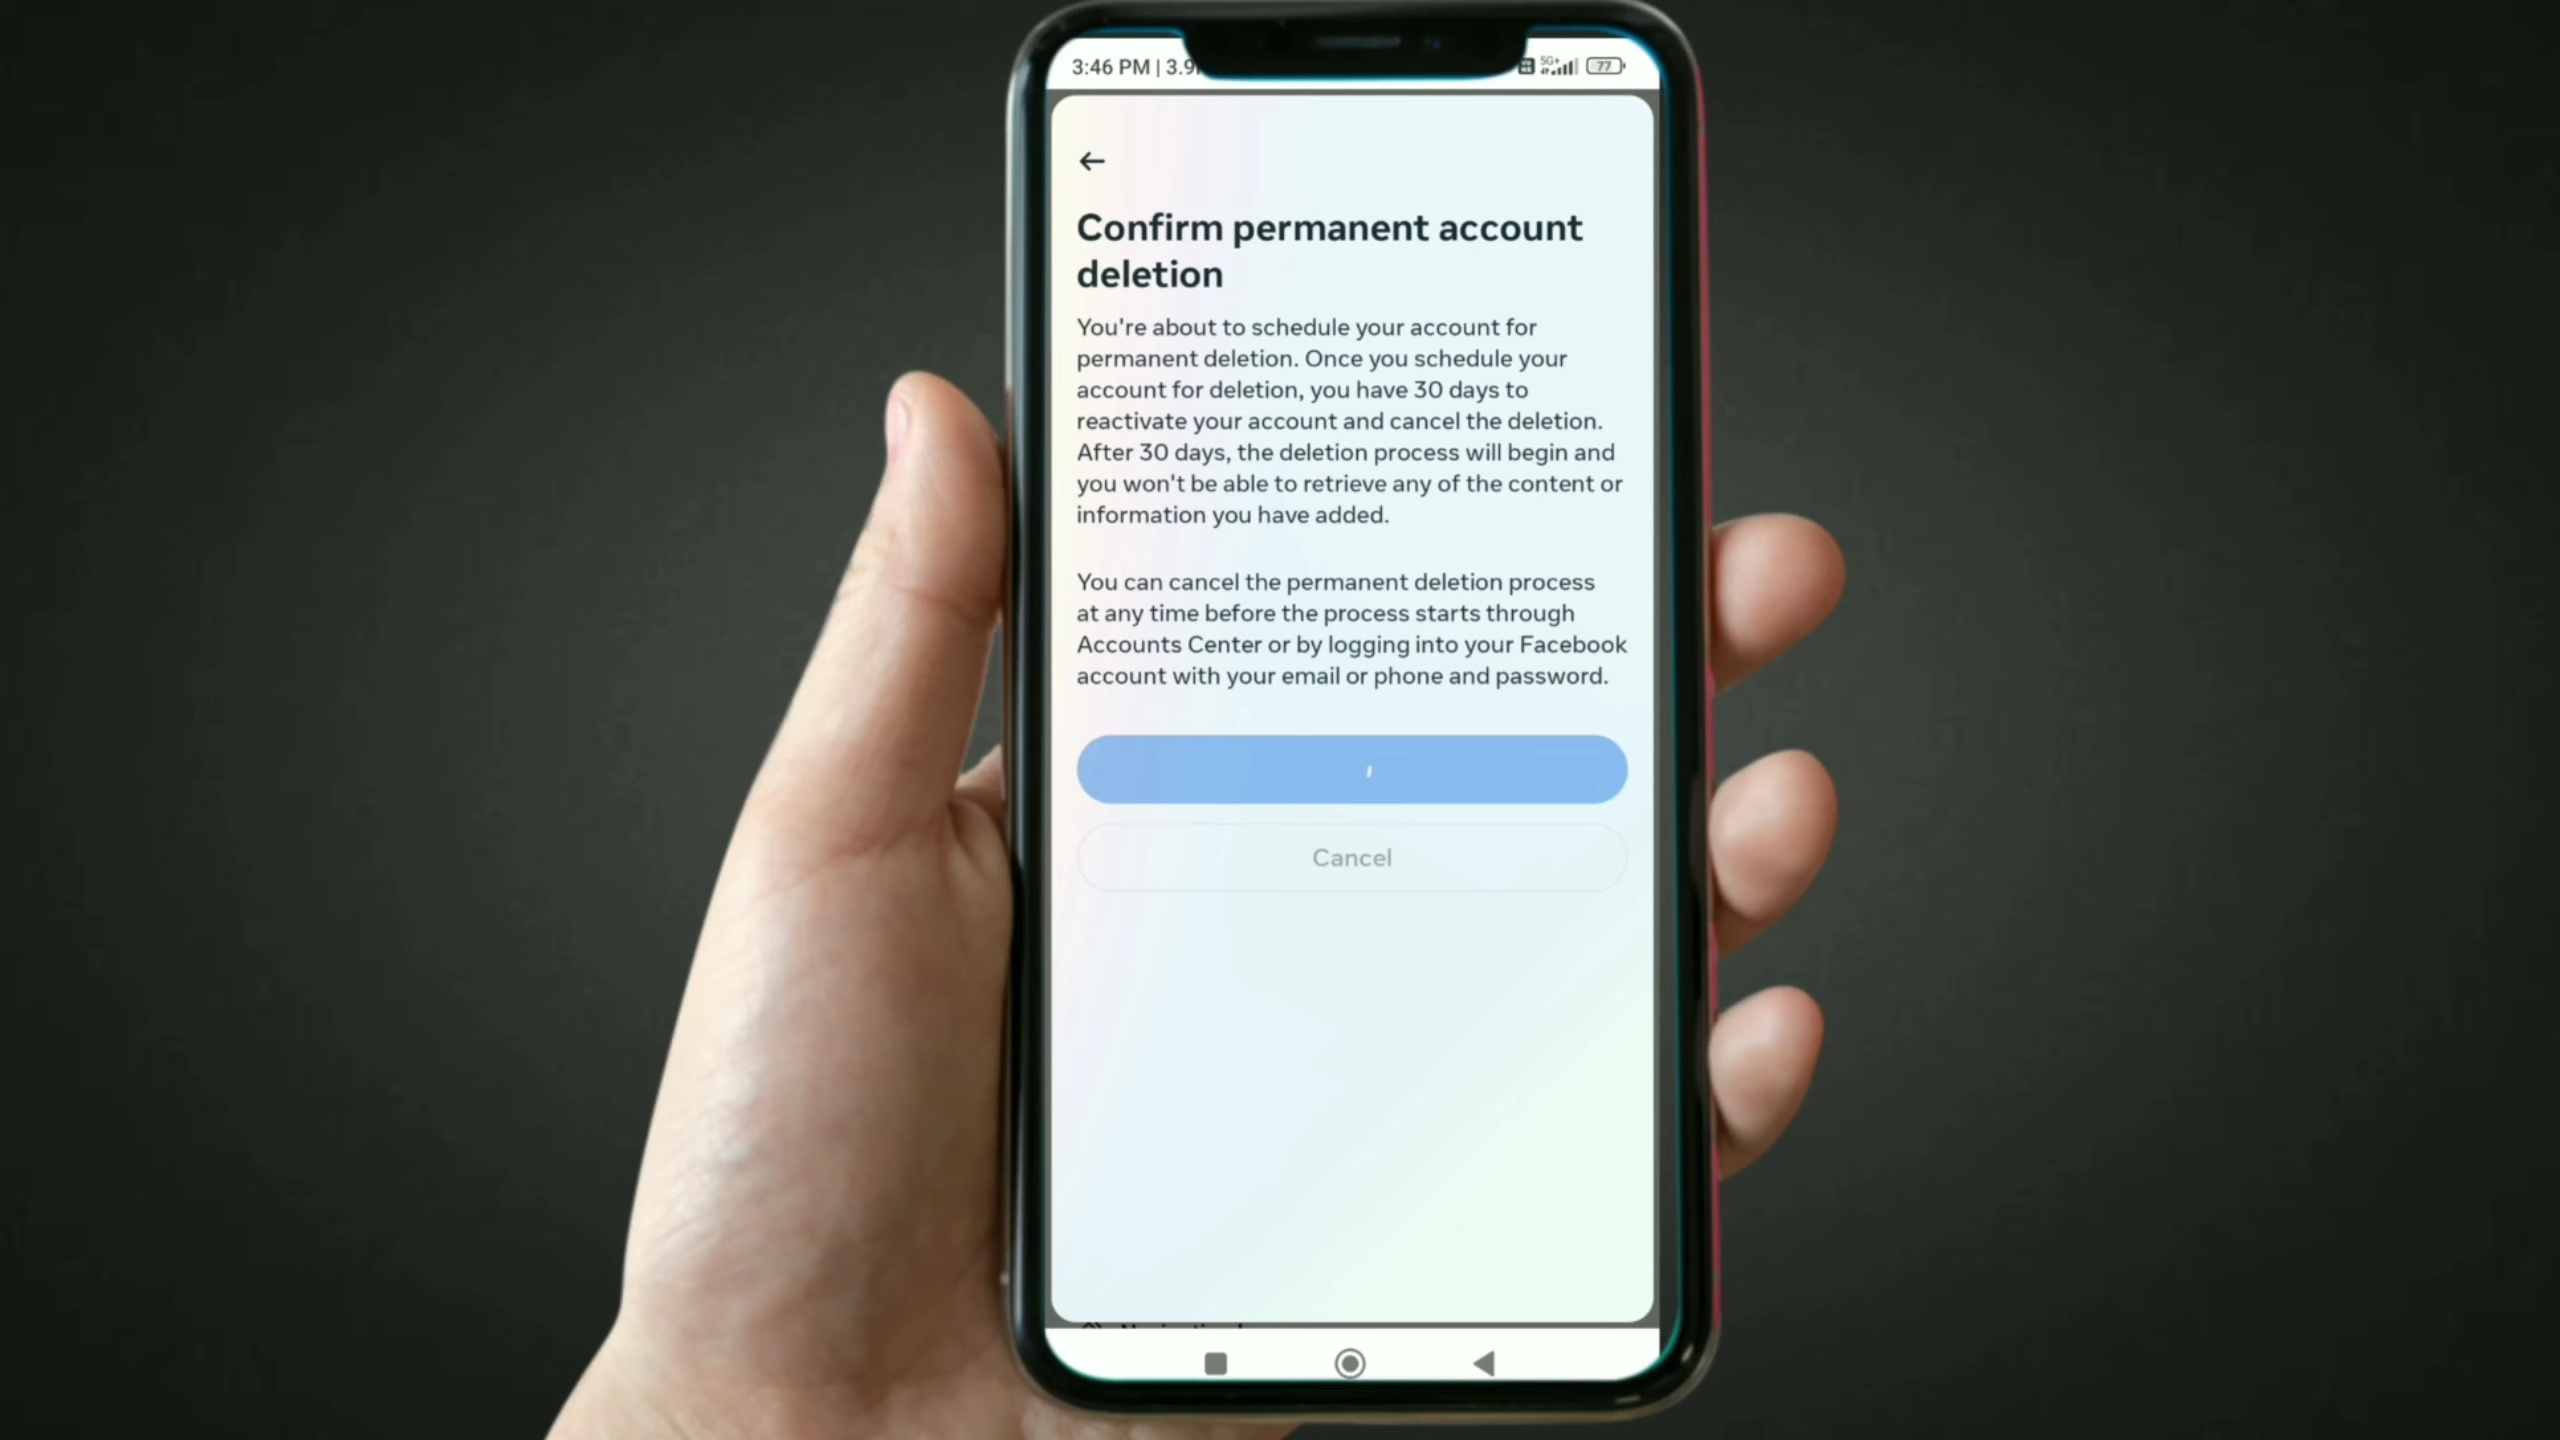 3:46 PM | 3.9
5G+
77
Confirm permanent account
deletion
You're about to schedule your account for
permanent deletion. Once you schedule your
account for deletion, you have 30 days to
reactivate your account and cancel the deletion.
After 30 days, the deletion process will begin and
you won't be able to retrieve any of the content or
information you have added.
You can cancel the permanent deletion process
at any time before the process starts through
Accounts Center or by logging into your Facebook
account with your email or phone and password.
Cancel